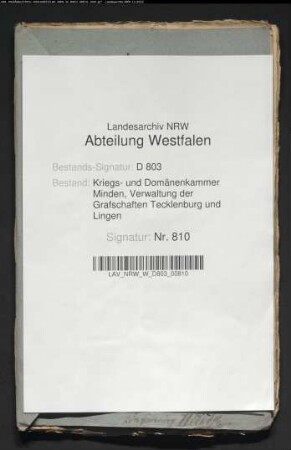 Landesarchiv NRW
Abteilung Westfalen
Bestands-Signatur: D 803
Bestand: Kriegs- und Domänenkammer
Minden, Verwaltung der
Grafschaften Tecklenburg und
Lingen
Signatur: Nr. 810
LAV_NRW_W_D803_00810